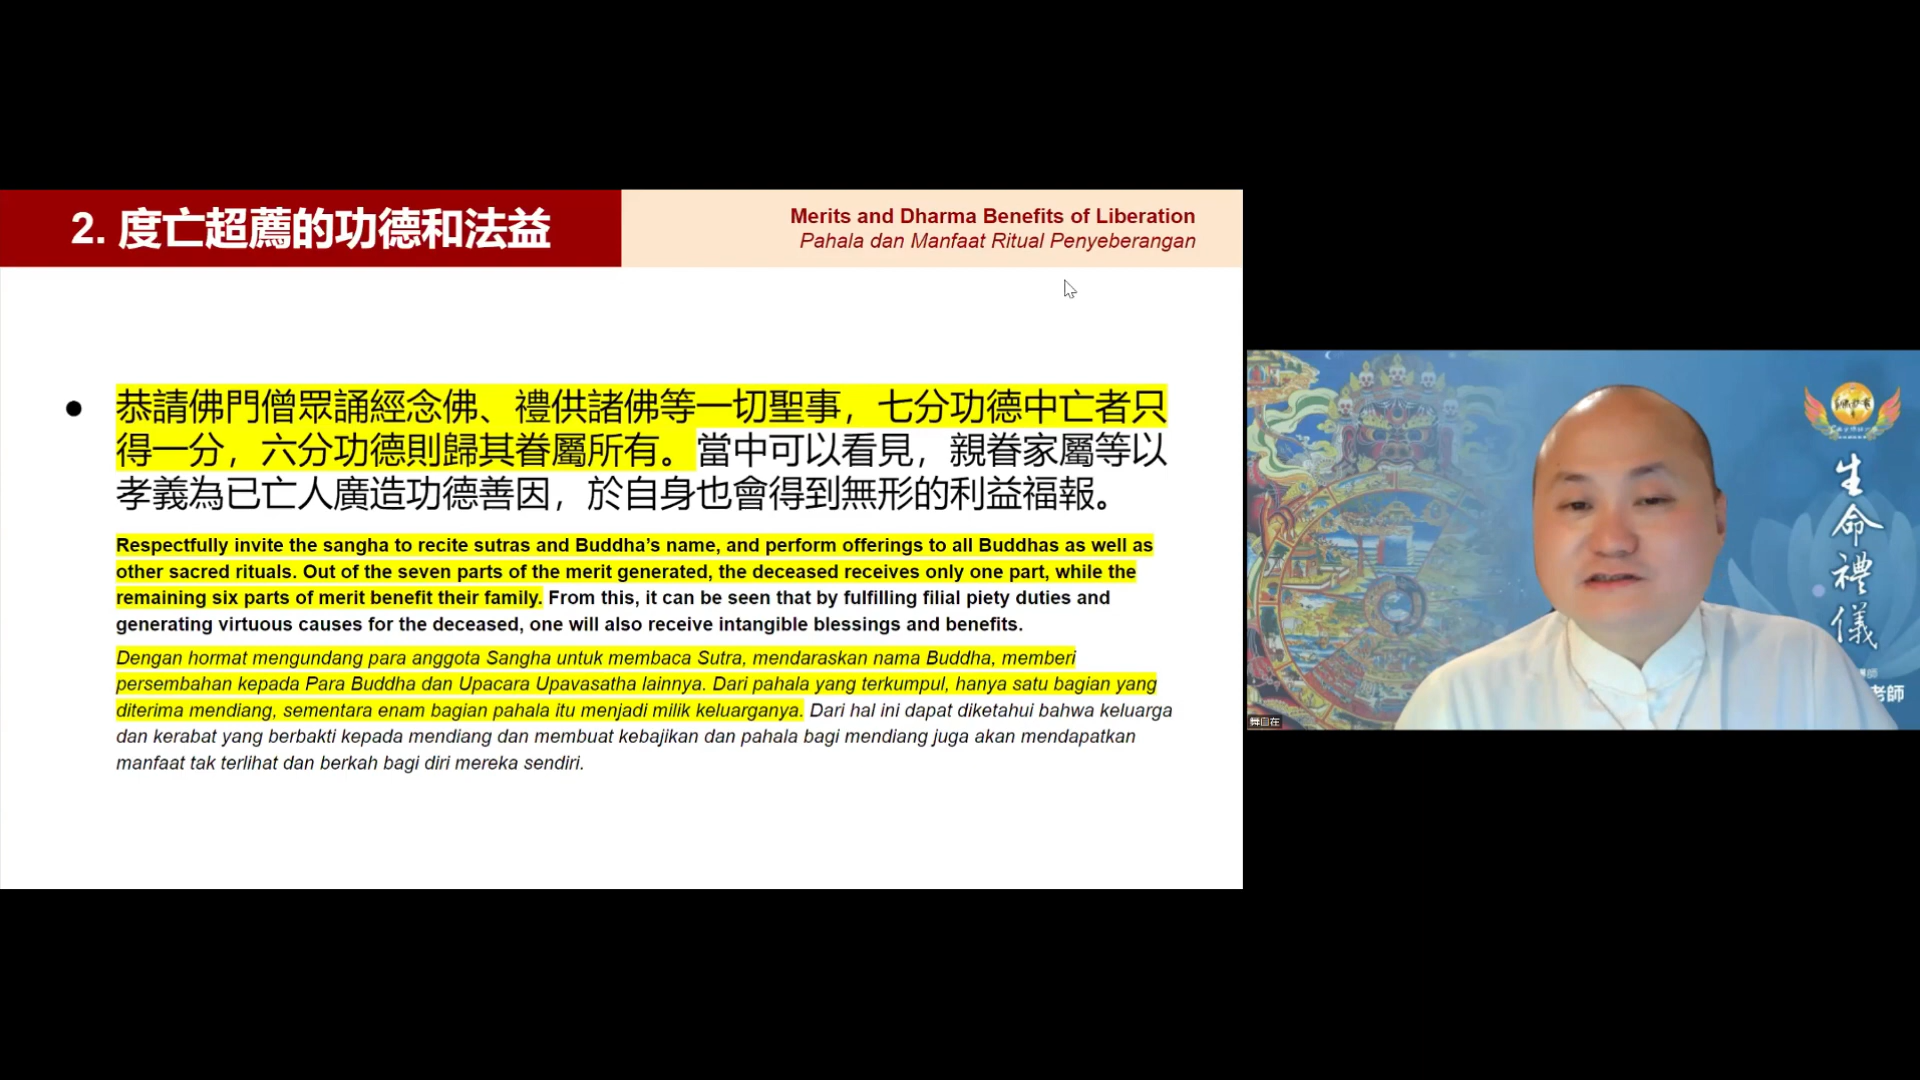 2. 度亡超薦的功德和法益
Merits and Dharma Benefits of Liberation
Pahala dan Manfaat Ritual Penyeberangan
● 恭請佛門僧眾誦經念佛、禮供諸佛等一切聖事，七分功德中亡者只
得一分，六分功德則歸其眷屬所有。當中可以看見，親眷家屬等以
孝義為已亡人廣造功德善因，於自身也會得到無形的利益福報。
Respectfully invite the sangha to recite sutras and Buddha’s name, and perform offerings to all Buddhas as well as
other sacred rituals. Out of the seven parts of the merit generated, the deceased receives only one part, while the
remaining six parts of merit benefit their family. From this, it can be seen that by fulfilling filial piety duties and
generating virtuous causes for the deceased, one will also receive intangible blessings and benefits.
Dengan hormat mengundang para anggota Sangha untuk membaca Sutra, mendaraskan nama Buddha, memberi
persembahan kepada Para Buddha dan Upacara Upavasatha lainnya. Dari pahala yang terkumpul, hanya satu bagian yang
diterima mendiang, sementara enam bagian pahala itu menjadi milik keluarganya. Dari hal ini dapat diketahui bahwa keluarga
dan kerabat yang berbakti kepada mendiang dan membuat kebajikan dan pahala bagi mendiang juga akan mendapatkan
manfaat tak terlihat dan berkah bagi diri mereka sendiri.
生命禮儀
老師
舞自在